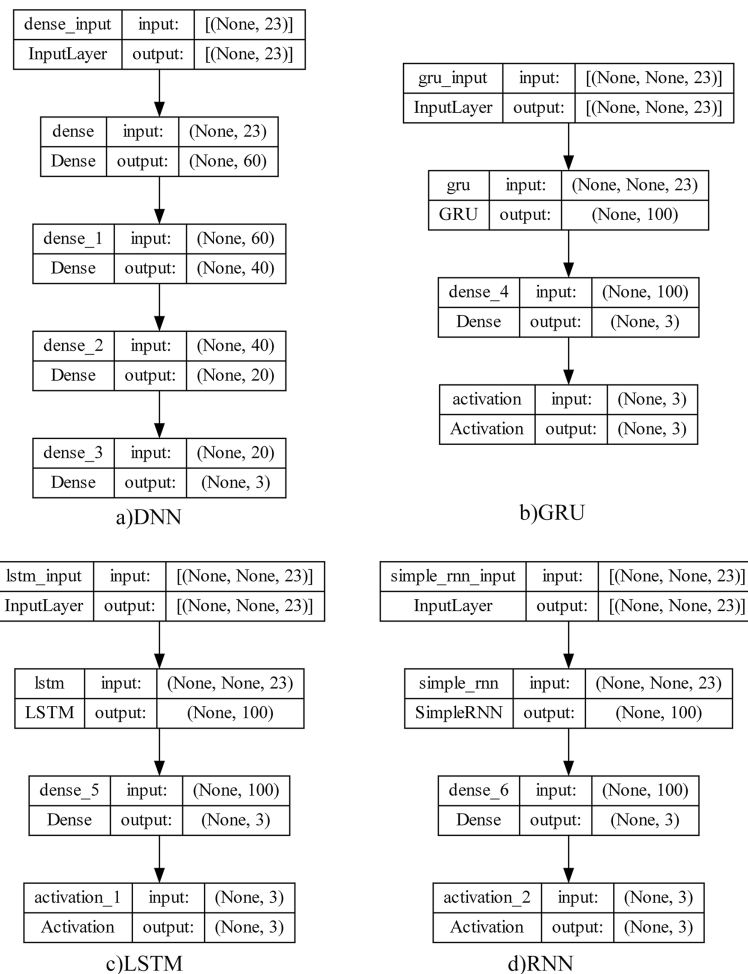 dense_input input: [(None, 23)]
InputLayer output: [(None, 23)]
dense input: (None, 23)
Dense output: (None, 60)
dense_1 input: (None, 60)
Dense output: (None, 40)
dense_2 input: (None, 40)
Dense output: (None, 20)
dense_3 input: (None, 20)
Dense output: (None, 3)
a)DNN
gru_input input: [(None, None, 23)]
InputLayer output: [(None, None, 23)]
gru input: (None, None, 23)
GRU output: (None, 100)
dense_4 input: (None, 100)
Dense output: (None, 3)
activation input: (None, 3)
Activation output: (None, 3)
b)GRU
lstm_input input: [(None, None, 23)]
InputLayer output: [(None, None, 23)]
lstm input: (None, None, 23)
LSTM output: (None, 100)
dense_5 input: (None, 100)
Dense output: (None, 3)
activation_1 input: (None, 3)
Activation output: (None, 3)
c)LSTM
simple_rnn_input input: [(None, None, 23)]
InputLayer output: [(None, None, 23)]
simple_rnn input: (None, None, 23)
SimpleRNN output: (None, 100)
dense_6 input: (None, 100)
Dense output: (None, 3)
activation_2 input: (None, 3)
Activation output: (None, 3)
d)RNN